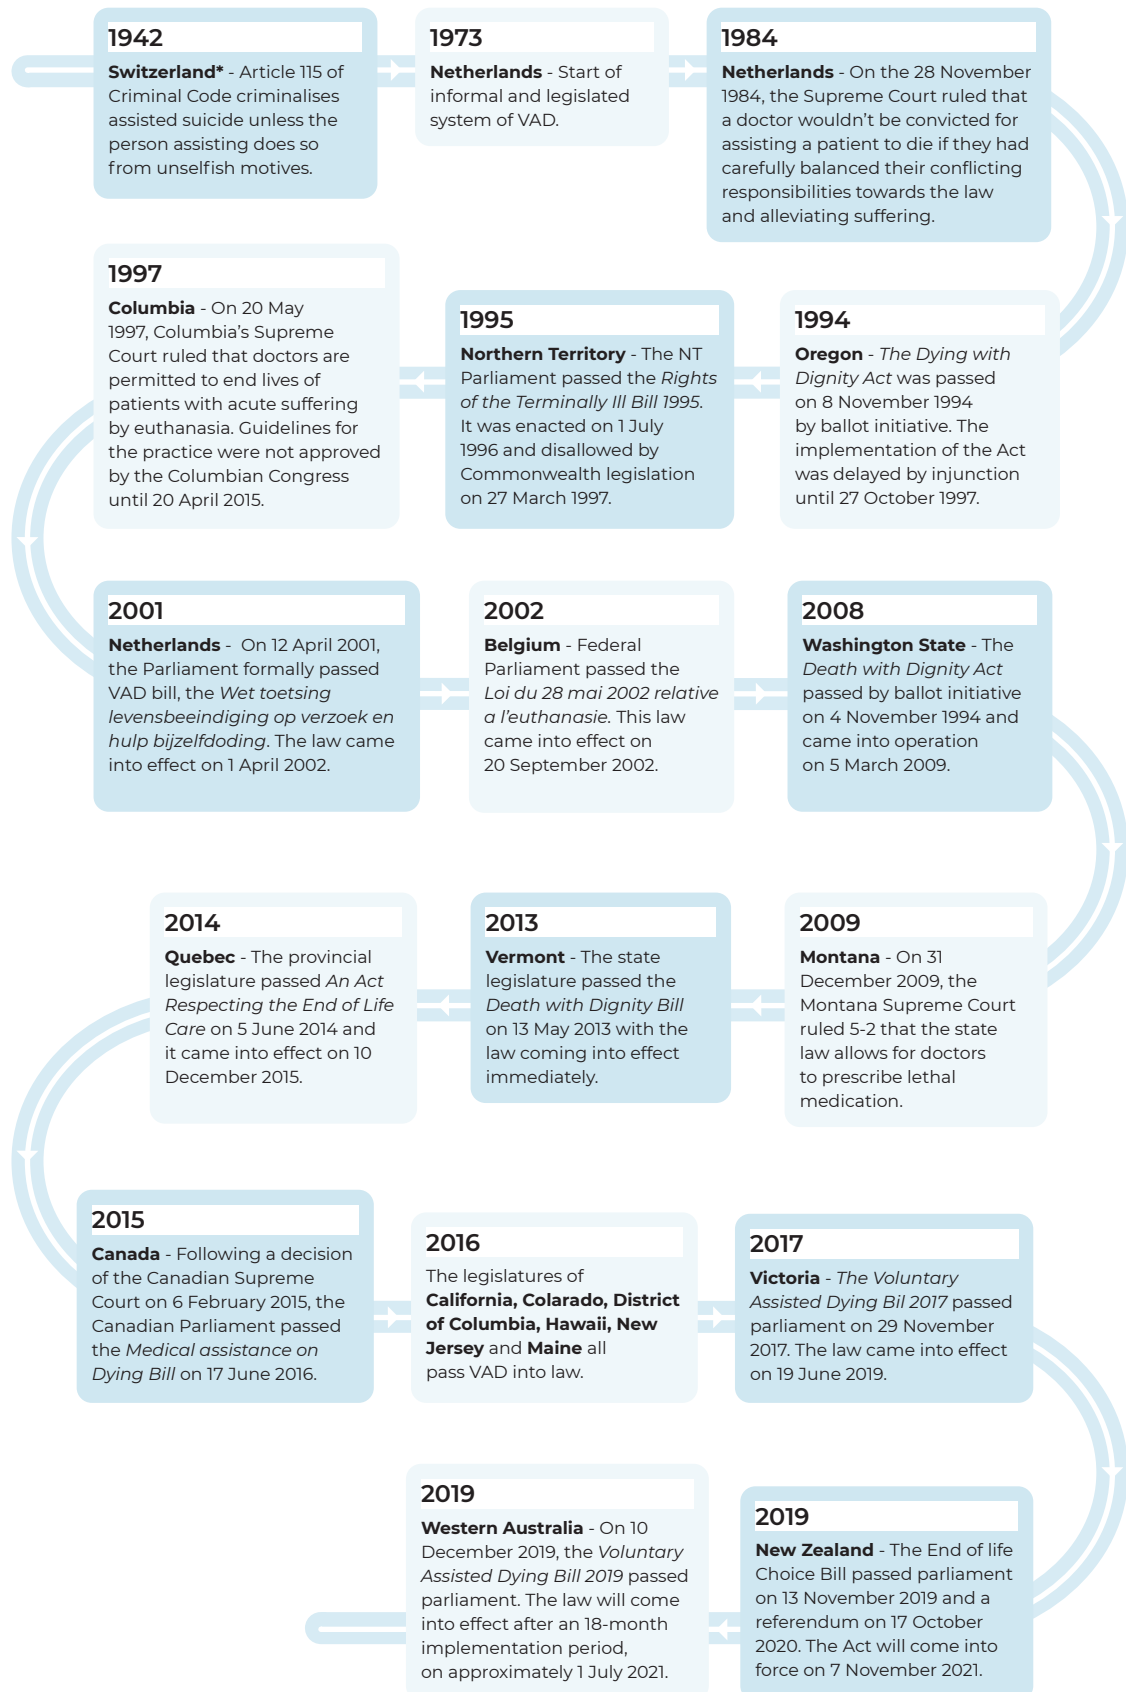 1942
Switzerland* - Article 115 of
Criminal Code criminalises
assisted suicide unless the
person assisting does so
from unselfish motives.
1973
Netherlands - Start of
informal and legislated
system of VAD.
1984
Netherlands - On the 28 November
1984, the Supreme Court ruled that
a doctor wouldn't be convicted for
assisting a patient to die if they had
carefully balanced their conflicting
responsibilities towards the law
and alleviating suffering.
1994
Oregon - The Dying with
Dignity Act was passed
on 8 November 1994
by ballot initiative. The
implementation of the Act
was delayed by injunction
until 27 October 1997.
1995
Northern Territory - The NT
Parliament passed the Rights
of the Terminally Ill Bill 1995.
It was enacted on 1 July
1996 and disallowed by
Commonwealth legislation
on 27 March 1997.
1997
Columbia - On 20 May
1997, Columbia's Supreme
Court ruled that doctors are
permitted to end lives of
patients with acute suffering
by euthanasia. Guidelines for
the practice were not approved
by the Columbian Congress
until 20 April 2015.
2001
Netherlands - On 12 April 2001,
the Parliament formally passed
VAD bill, the Wet toetsing
levensbeeindiging op verzoek en
hulp bijzelfdoding. The law came
into effect on 1 April 2002.
2002
Belgium - Federal
Parliament passed the
Loi du 28 mai 2002 relative
a l'euthanasie. This law
came into effect on
20 September 2002.
2008
Washington State - The
Death with Dignity Act
passed by ballot initiative
on 4 November 1994 and
came into operation
on 5 March 2009.
2009
Montana - On 31
December 2009, the
Montana Supreme Court
ruled 5-2 that the state
law allows for doctors
to prescribe lethal
medication.
2013
Vermont - The state
legislature passed the
Death with Dignity Bill
on 13 May 2013 with the
law coming into effect
immediately.
2014
Quebec - The provincial
legislature passed An Act
Respecting the End of Life
Care on 5 June 2014 and
it came into effect on 10
December 2015.
2015
Canada - Following a decision
of the Canadian Supreme
Court on 6 February 2015, the
Canadian Parliament passed
the Medical assistance on
Dying Bill on 17 June 2016.
2016
The legislatures of
California, Colarado, District
of Columbia, Hawaii, New
Jersey and Maine all
pass VAD into law.
2017
Victoria - The Voluntary
Assisted Dying Bil 2017 passed
parliament on 29 November
2017. The law came into effect
on 19 June 2019.
2019
New Zealand - The End of life
Choice Bill passed parliament
on 13 November 2019 and a
referendum on 17 October
2020. The Act will come into
force on 7 November 2021.
2019
Western Australia - On 10
December 2019, the Voluntary
Assisted Dying Bill 2019 passed
parliament. The law will come
into effect after an 18-month
implementation period,
on approximately 1 July 2021.